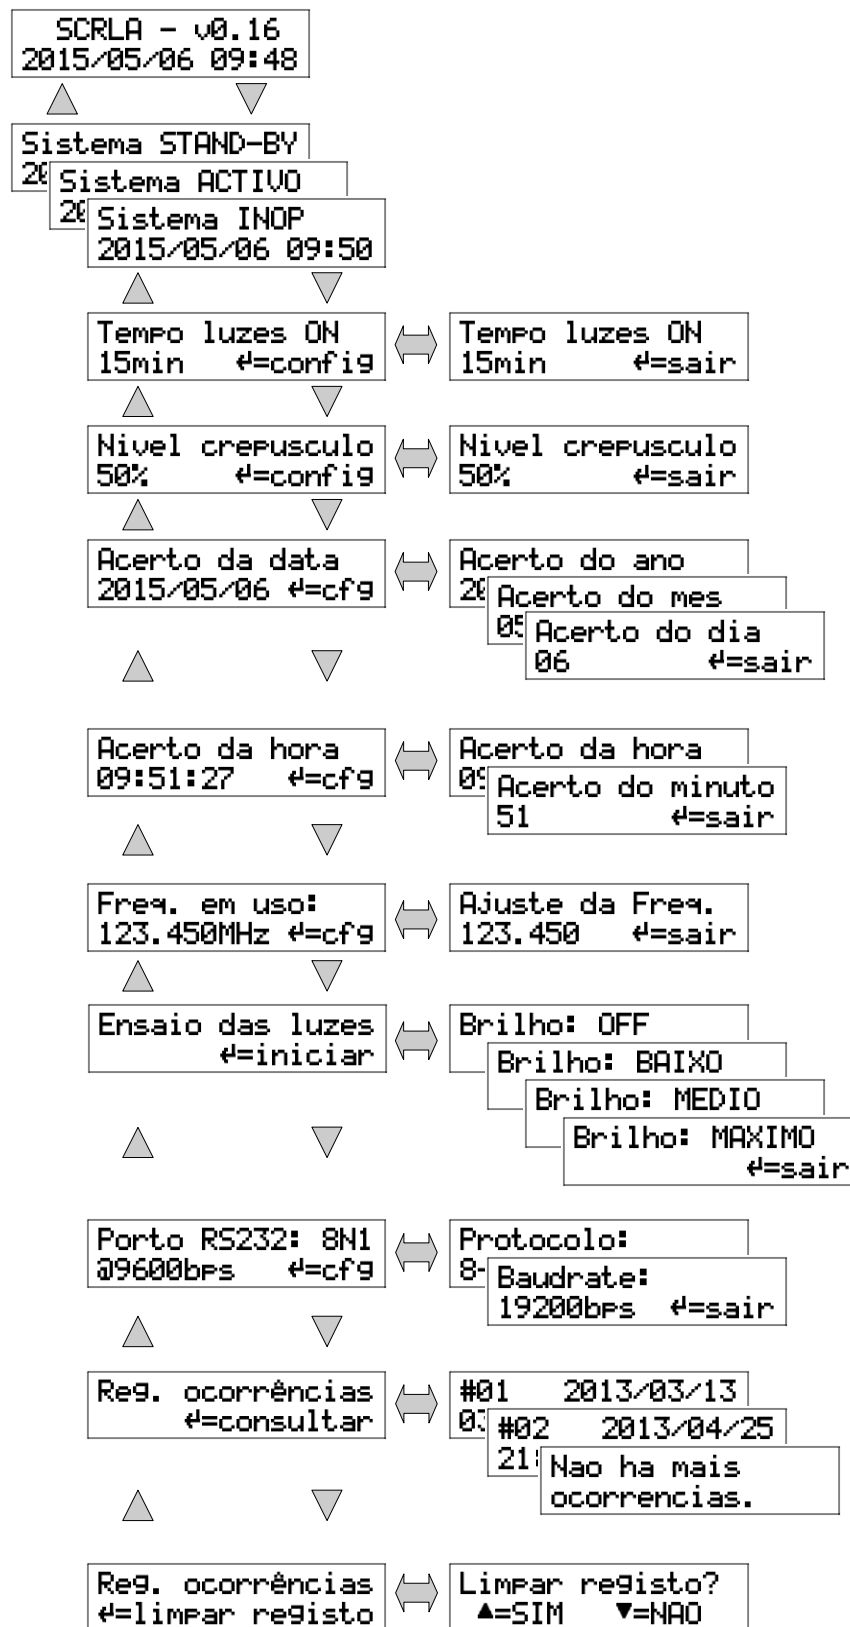 SCRLA - v0.16
2015/05/06 09:48
Sistema STAND-BY
Sistema ACTIVO
Sistema INOP
2015/05/06 09:50
Tempo luzes ON
15min ↵=config
Tempo luzes ON
15min ↵=sair
Nivel crepusculo
50% ↵=config
Nivel crepusculo
50% ↵=sair
Acerto da data
2015/05/06 ↵=cfg
Acerto do ano
Acerto do mes
05
Acerto do dia
06 ↵=sair
Acerto da hora
09:51:27 ↵=cfg
Acerto da hora
09
Acerto do minuto
51 ↵=sair
Freq. em uso:
123.450MHz ↵=cfg
Ajuste da Freq.
123.450 ↵=sair
Ensaio das luzes
↵=iniciar
Brilho: OFF
Brilho: BAIXO
Brilho: MEDIO
Brilho: MAXIMO
↵=sair
Porto RS232: 8N1
@9600bps ↵=cfg
Protocolo:
8-
Baudrate:
19200bps ↵=sair
Reg. ocorrências
↵=consultar
#01 2013/03/13
#02 2013/04/25
21:
Nao ha mais
ocorrencias.
Reg. ocorrências
↵=limpar registo
Limpar registo?
▲=SIM ▼=NAO